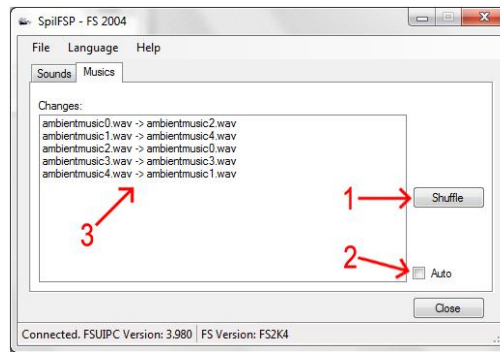 SpilFSP - FS 2004
File Language Help
Sounds Musics
Changes:
ambientmusic0.wav -> ambientmusic2.wav
ambientmusic1.wav -> ambientmusic4.wav
ambientmusic2.wav -> ambientmusic0.wav
ambientmusic3.wav -> ambientmusic3.wav
ambientmusic4.wav -> ambientmusic1.wav
1
Shuffle
3
2
Auto
Close
Connected. FSUIPC Version: 3.980 FS Version: FS2K4